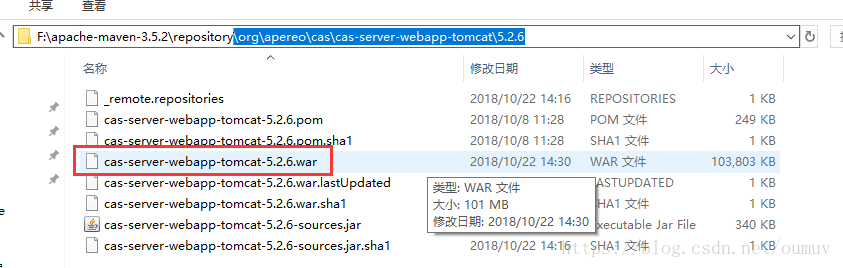 共享 查看
F:\apache-maven-3.5.2\repository\org\apereo\cas\cas-server-webapp-tomcat\5.2.6
名称 修改日期 类型 大小
_remote.repositories 2018/10/22 14:16 REPOSITORIES 1 KB
cas-server-webapp-tomcat-5.2.6.pom 2018/10/8 11:28 POM 文件 249 KB
cas-server-webapp-tomcat-5.2.6.pom.sha1 2018/10/8 11:28 SHA1 文件 1 KB
cas-server-webapp-tomcat-5.2.6.war 2018/10/22 14:30 WAR 文件 103,803 KB
cas-server-webapp-tomcat-5.2.6.war.lastUpdated LASTUPDATED 1 KB
cas-server-webapp-tomcat-5.2.6.war.sha1 SHA1 文件 1 KB
cas-server-webapp-tomcat-5.2.6-sources.jar Executable Jar File 340 KB
cas-server-webapp-tomcat-5.2.6-sources.jar.sha1 2018/10/22 14:16 SHA1 文件 1 KB
类型: WAR 文件
大小: 101 MB
修改日期: 2018/10/22 14:30
https://blog.csdn.net/oumuv